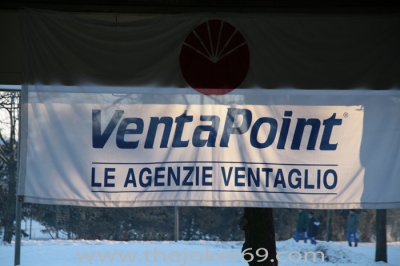 VentaPoint®
LE AGENZIE VENTAGLIO
www.thejoker69.com